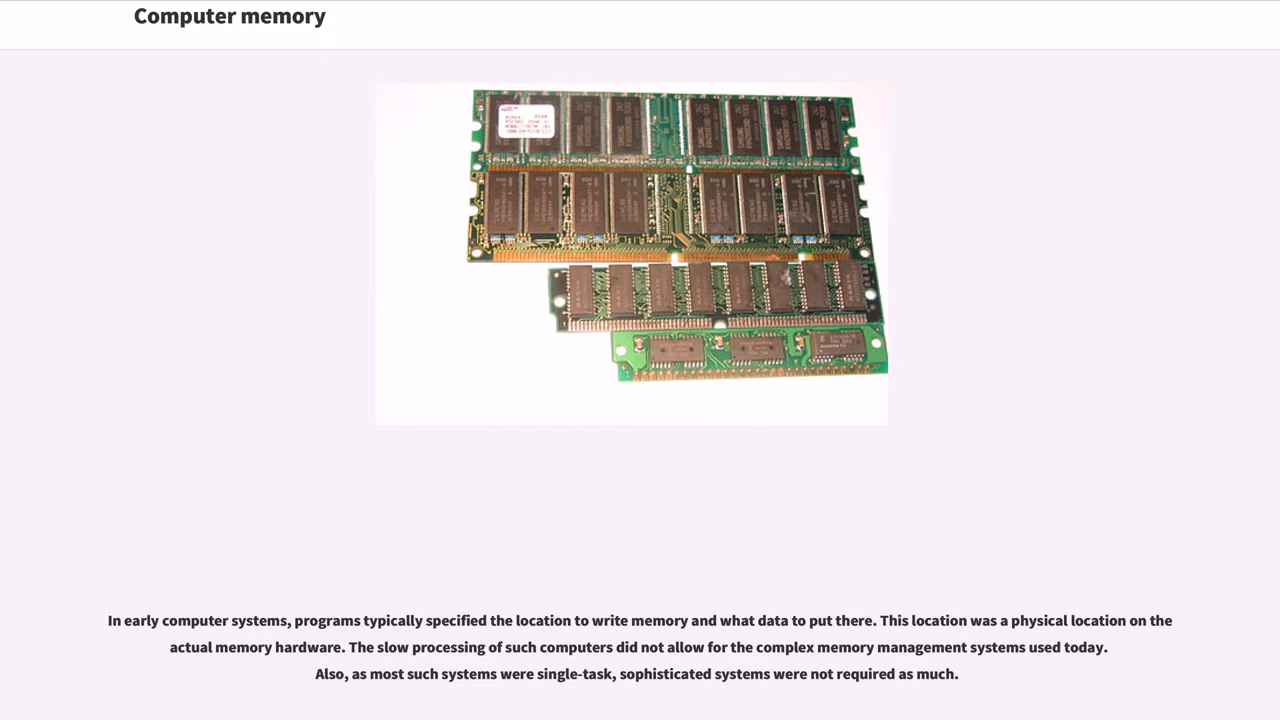 Computer memory
In early computer systems, programs typically specified the location to write memory and what data to put there. This location was a physical location on the
actual memory hardware. The slow processing of such computers did not allow for the complex memory management systems used today.
Also, as most such systems were single-task, sophisticated systems were not required as much.